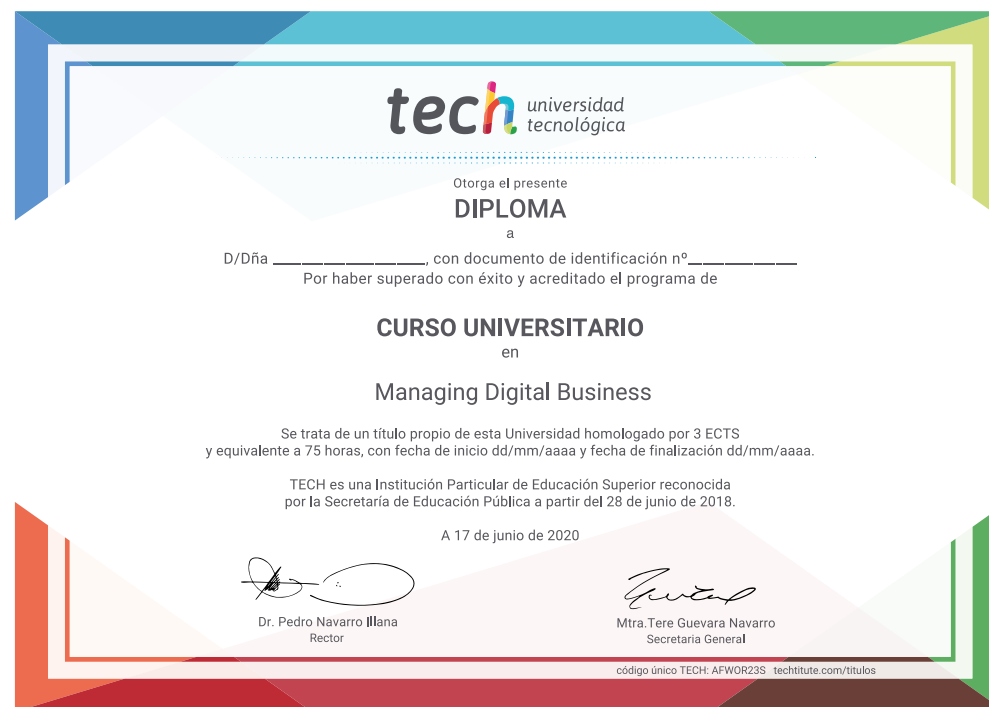 tech universidad
tecnológica
Otorga el presente
DIPLOMA
a
D/Dña __________________, con documento de identificación nº_____________
Por haber superado con éxito y acreditado el programa de
CURSO UNIVERSITARIO
en
Managing Digital Business
Se trata de un título propio de esta Universidad homologado por 3 ECTS
y equivalente a 75 horas, con fecha de inicio dd/mm/aaaa y fecha de finalización dd/mm/aaaa.
TECH es una Institución Particular de Educación Superior reconocida
por la Secretaría de Educación Pública a partir del 28 de junio de 2018.
A 17 de junio de 2020
Dr. Pedro Navarro Illana
Rector
Mtra.Tere Guevara Navarro
Secretaria General
código único TECH: AFWOR23S techtitute.com/titulos